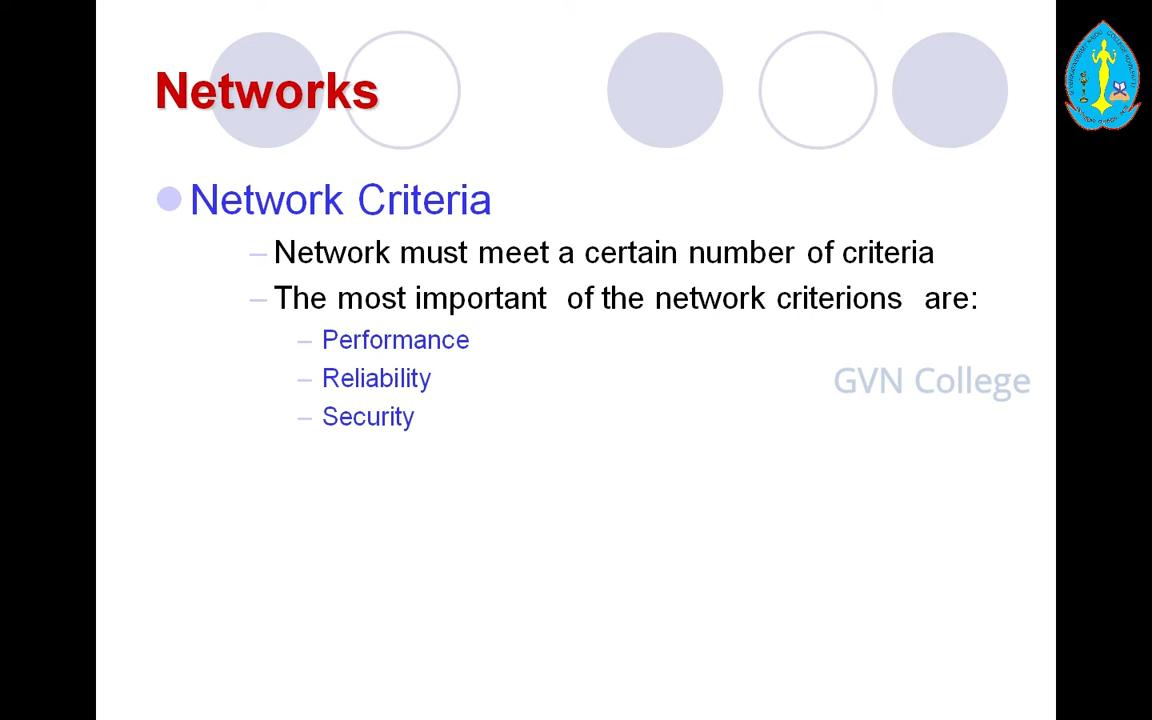 Networks
Network Criteria
– Network must meet a certain number of criteria
– The most important of the network criterions are:
– Performance
– Reliability
– Security
GVN College